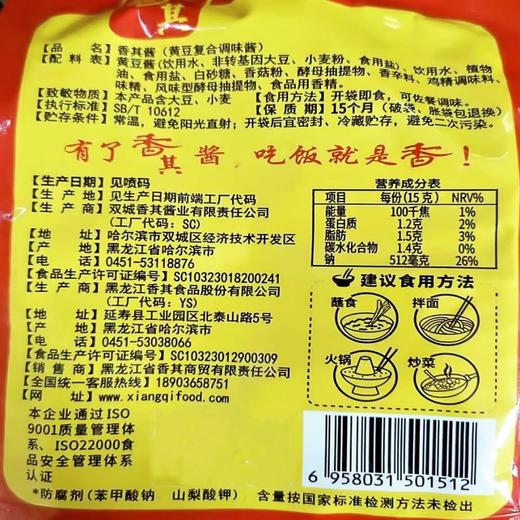 其
【品        名】香其酱（黄豆复合调味酱）
【配  料  表】黄豆酱（饮用水、非转基因大豆、小麦粉、食用盐）、饮用水、植物
油、食用盐、白砂糖、香菇粉、酵母抽提物、香辛料、鸡精调味料、
味精、风味型酵母抽提物、食品用香精。
【致敏物质】本产品含大豆、小麦
【食用方法】开袋即食，可佐餐调味。
【执行标准】SB/T 10612
【保 质 期】15个月（破袋、胀袋包退换）
【贮存条件】常温，避免阳光直射；开袋后宜密封、冷藏贮存，避免二次污染。
有了香其酱，吃饭就是香！
【生产日期】见喷码
【生 产 地】见生产日期前端工厂代码
【生 产 商】双城香其酱业有限责任公司
（工厂代码：SC）
【地      址】哈尔滨市双城区经济技术开发区
【产      地】黑龙江省哈尔滨市
【电      话】0451-53118876
【食品生产许可证编号】SC10323018200241
【生 产 商】黑龙江香其食品股份有限公司
（工厂代码：YS）
【地      址】延寿县工业园区北泰山路5号
【产      地】黑龙江省哈尔滨市
【电      话】0451-53038066
【食品生产许可证编号】SC10323012900309
【销 售 商】黑龙江省香其商贸有限责任公司
【全国统一客服热线】18903658751
【网      址】www.xiangqifood.com
本企业通过ISO
9001质量管理体
系、ISO22000食
品安全管理体系
认证
*防腐剂（苯甲酸钠  山梨酸钾）  含量按国家标准检测方法未检出
营养成分表
项目 每份(15克) NRV%
能量 100千焦 1%
蛋白质 1.2克 2%
脂肪 1.5克 3%
碳水化合物 1.4克 0%
钠 512毫克 26%
建议食用方法
蘸食 拌面
火锅 炒菜
6 958031 501512